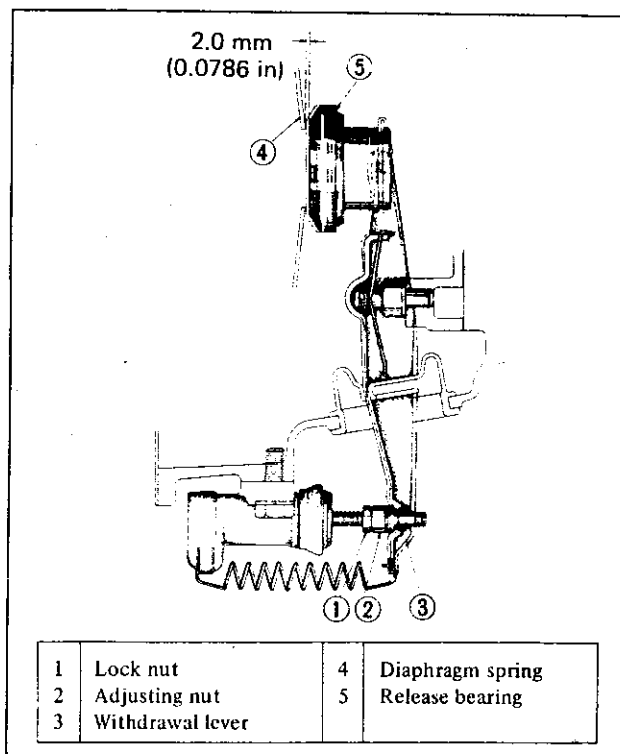 2.0 mm
(0.0786 in)
5
4
1 2 3
1 Lock nut 4 Diaphragm spring
2 Adjusting nut 5 Release bearing
3 Withdrawal lever